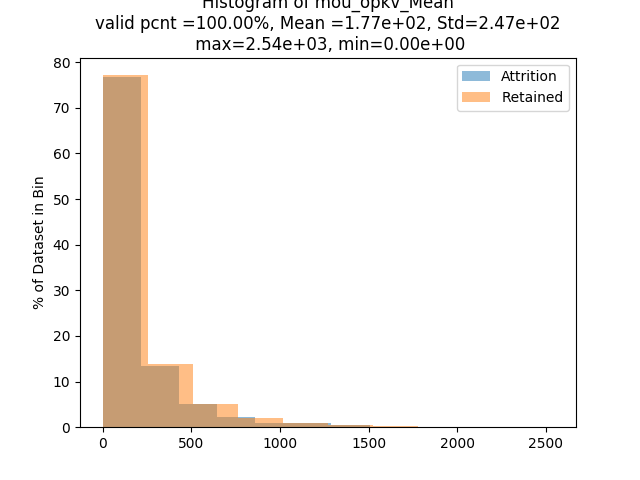 Histogram of mou_opkv_Mean
valid pcnt =100.00%, Mean =1.77e+02, Std=2.47e+02
max=2.54e+03, min=0.00e+00
Attrition
Retained
% of Dataset in Bin
80
70
60
50
40
30
20
10
0
0 500 1000 1500 2000 2500